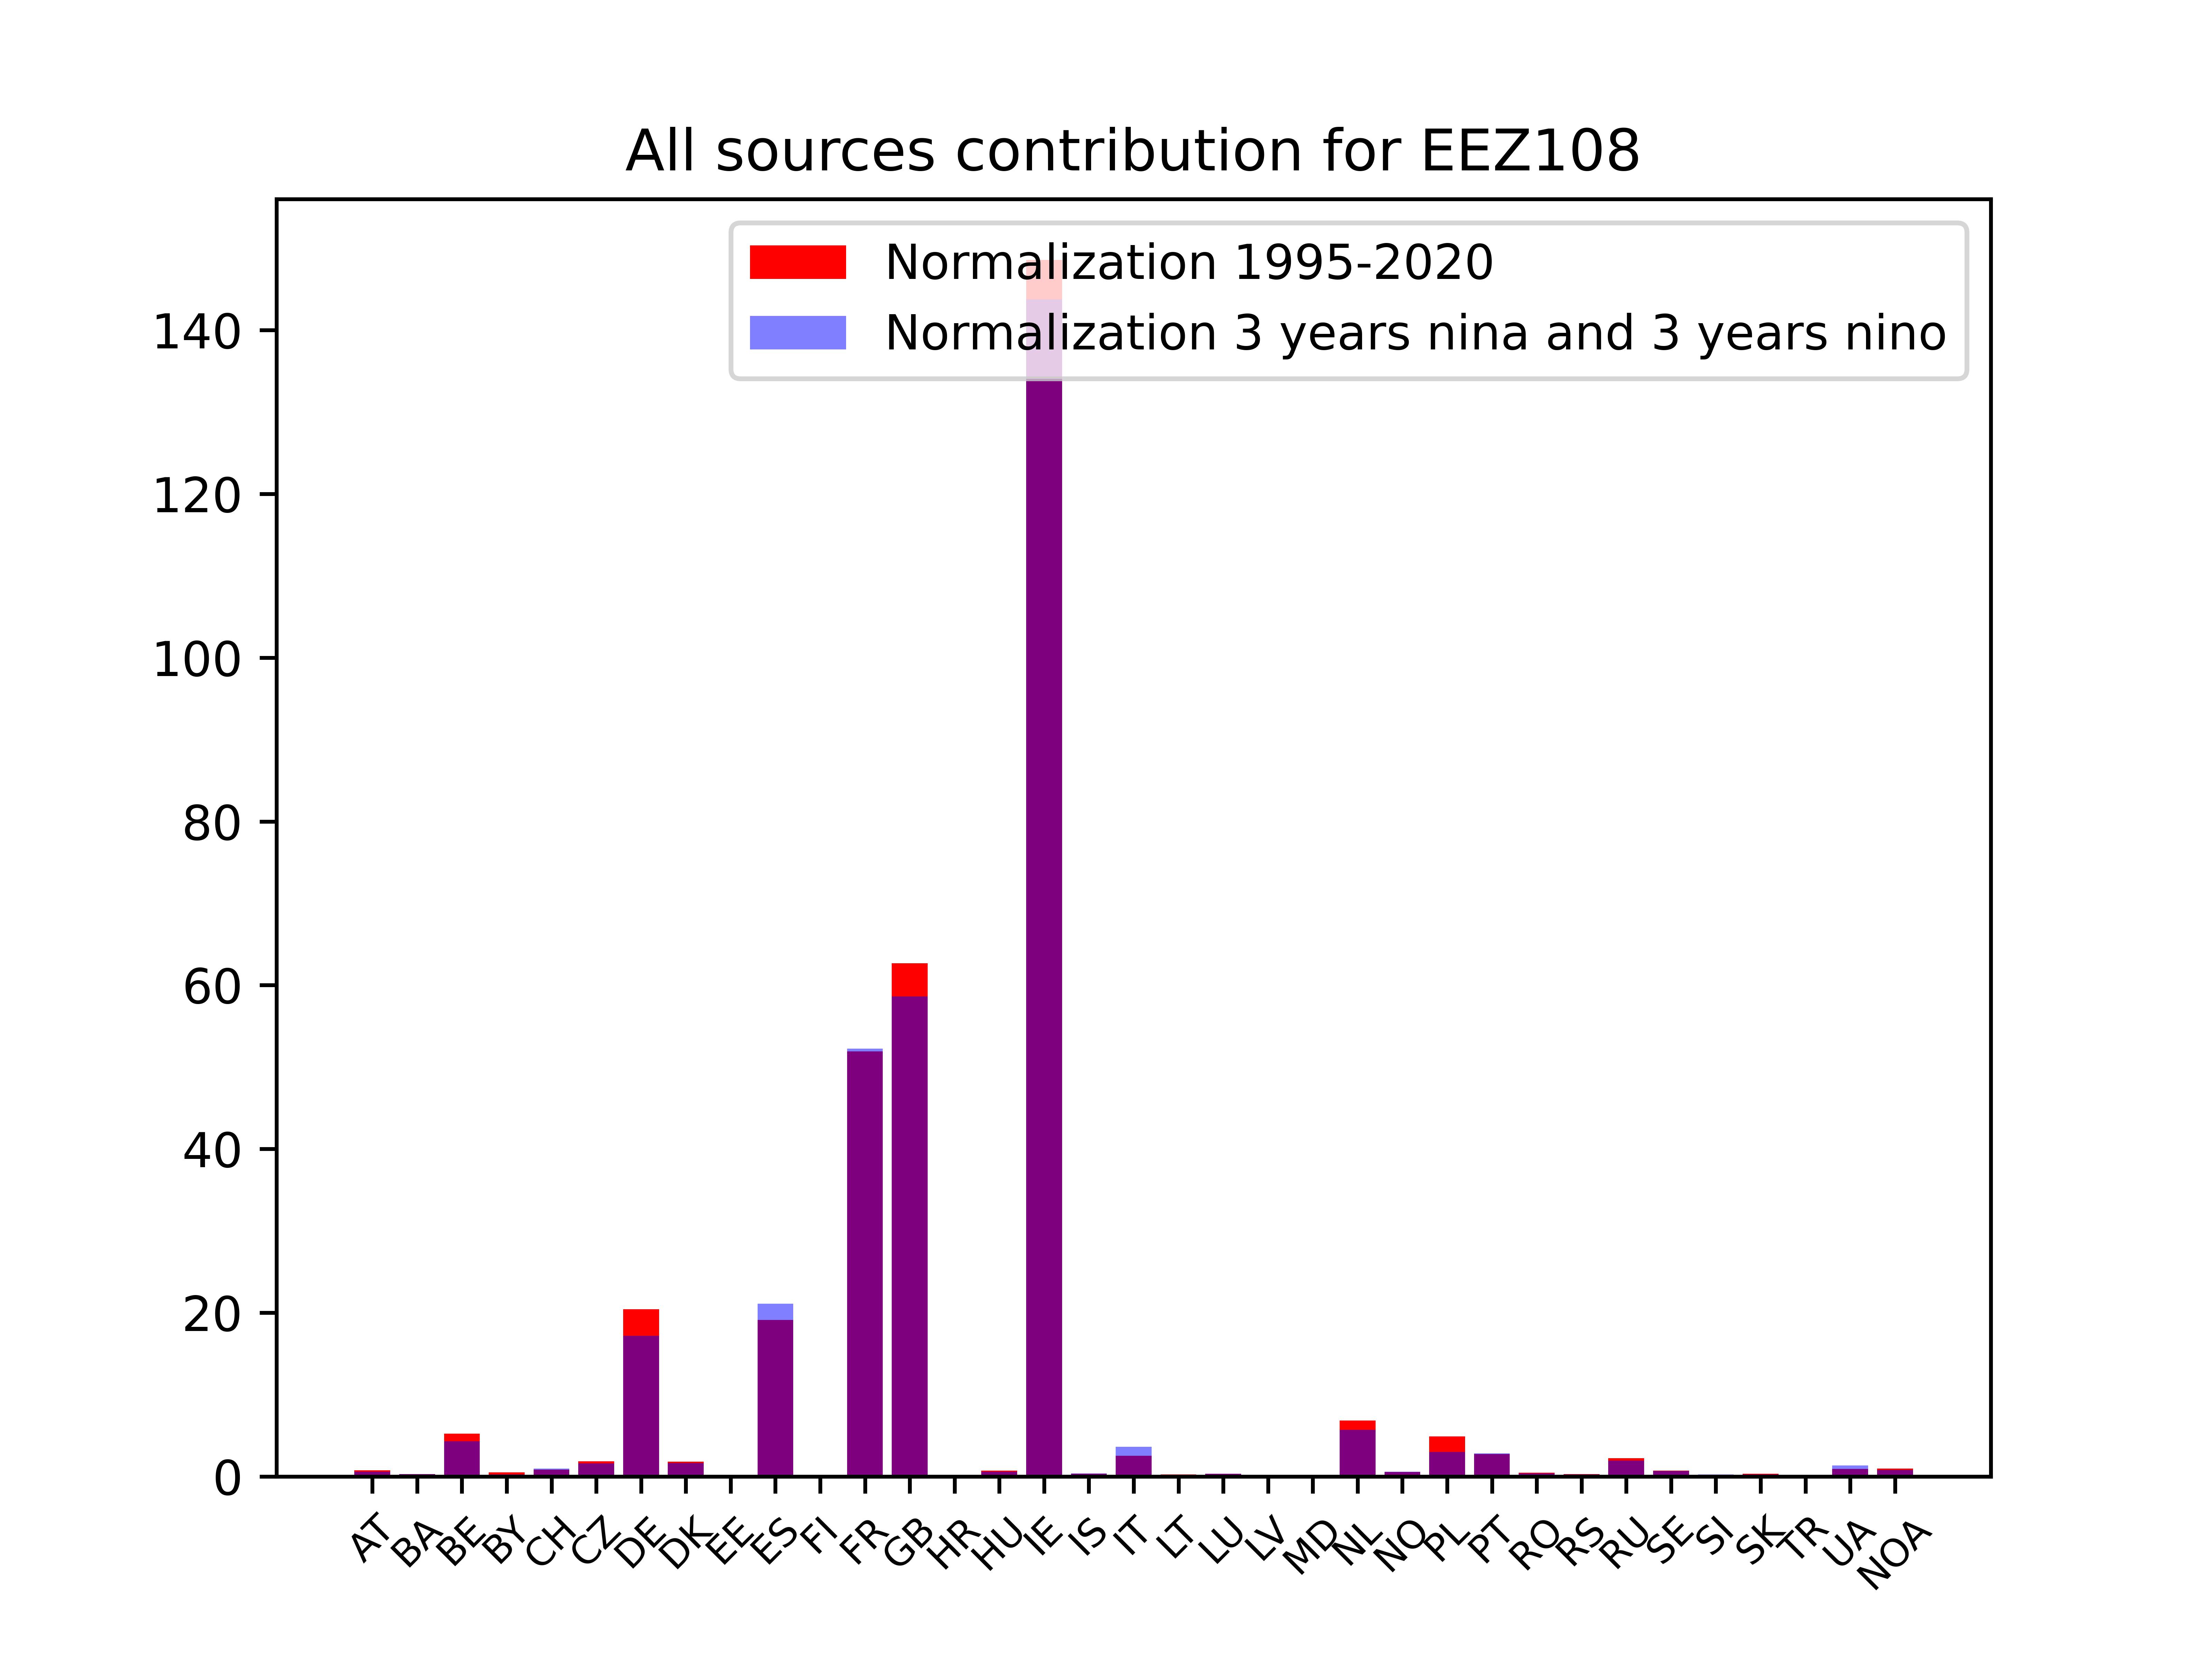 All sources contribution for EEZ108
Normalization 1995-2020
Normalization 3 years nina and 3 years nino
140
120
100
80
60
40
20
0
AT BA BE BY CH CZ DE DK EE ES FI FR GB HR HU IE IS IT LT LU LV MD NL NO PL PT RO RS RU SE SI SK TR UA NOA